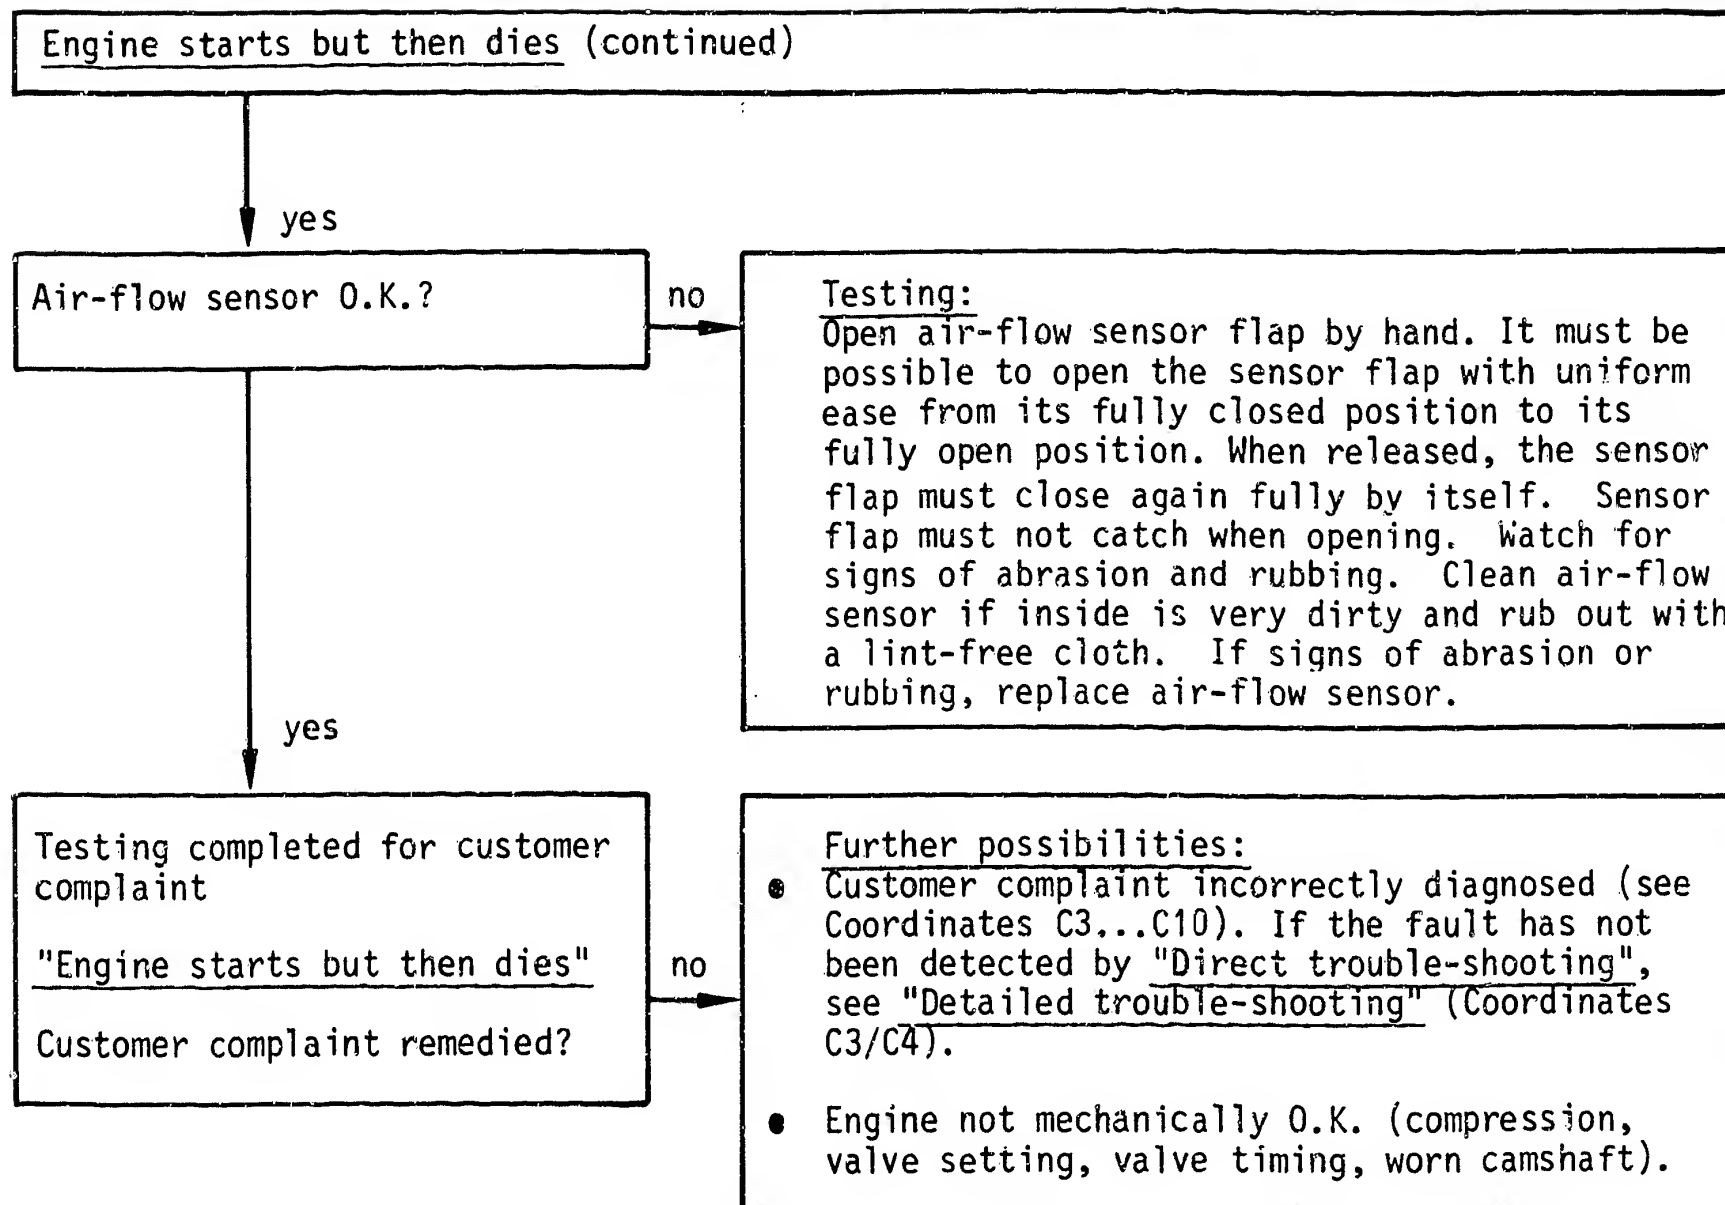 Engine starts but then dies (continued)
yes
Air-flow sensor O.K.?
no
Testing:
Open air-flow sensor flap by hand. It must be
possible to open the sensor flap with uniform
ease from its fully closed position to its
fully open position. When released, the sensor
flap must close again fully by itself. Sensor
flap must not catch when opening. Watch for
signs of abrasion and rubbing. Clean air-flow
sensor if inside is very dirty and rub out with
a lint-free cloth. If signs of abrasion or
rubbing, replace air-flow sensor.
yes
Testing completed for customer
complaint
"Engine starts but then dies"
Customer complaint remedied?
no
Further possibilities:
● Customer complaint incorrectly diagnosed (see
Coordinates C3...C10). If the fault has not
been detected by "Direct trouble-shooting",
see "Detailed trouble-shooting" (Coordinates
C3/C4).
● Engine not mechanically O.K. (compression,
valve setting, valve timing, worn camshaft).